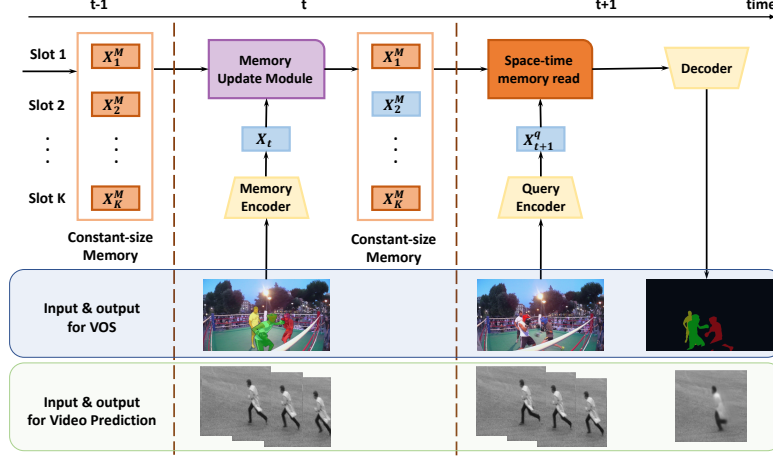 t-1 t t+1 time
Slot 1
Slot 2
Slot K
X_1^M
X_2^M
X_K^M
Constant-size
Memory
Memory
Update Module
X_t
Memory
Encoder
X_1^M
X_2^M
X_K^M
Constant-size
Memory
Space-time
memory read
X_{t+1}^q
Query
Encoder
Decoder
Input & output
for VOS
Input & output
for Video Prediction